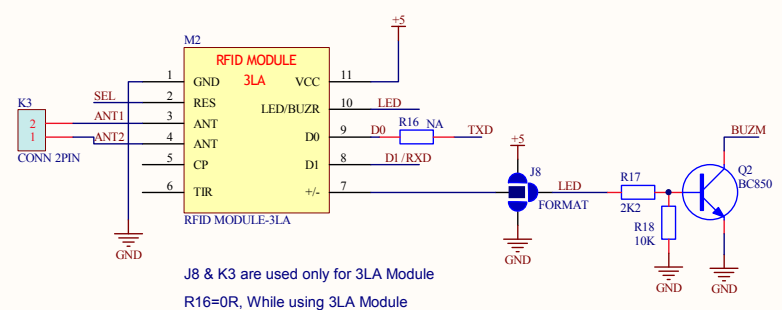 +5
M2
RFID MODULE
3LA
1 GND VCC 11
SEL 2 RES LED/BUZR 10 LED
K3
2 ANT1 3 ANT D0 9 D0 R16 NA TXD
1 ANT2 4 ANT D1 8 D1/RXD
CONN 2PIN
5 CP
6 TIR +/- 7
RFID MODULE-3LA
GND
+5
J8
LED
FORMAT
GND
R17
2K2
R18
10K
GND
BUZM
Q2
BC850
GND
J8 & K3 are used only for 3LA Module
R16=0R, While using 3LA Module